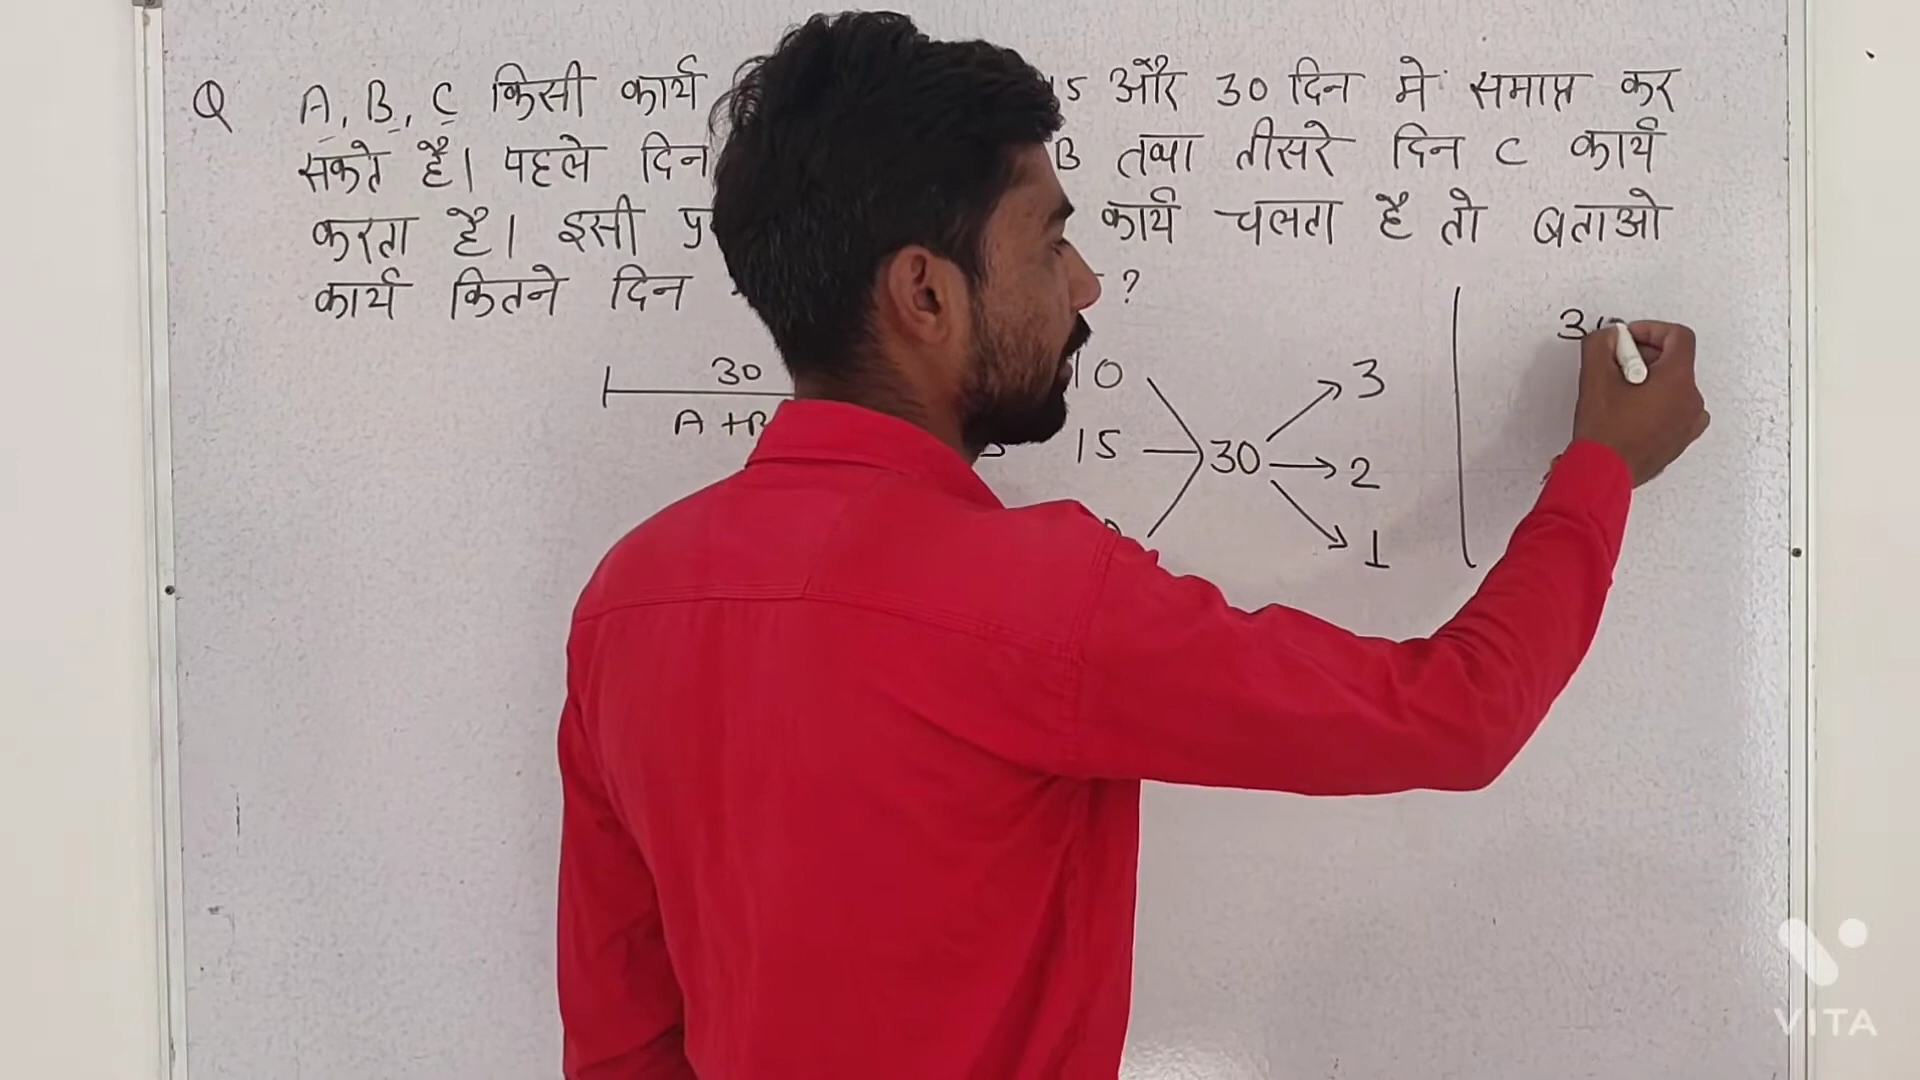 Q A, B, C किसी कार्य 15 और 30 दिन मे समाप्त कर
सकते है। पहले दिन B तथा तीसरे दिन C कार्य
करता है। इसी कार्य चलता है तो बताओ
कार्य कितने दिन ?
30
A + B
10
15
30
3
2
1
VITA